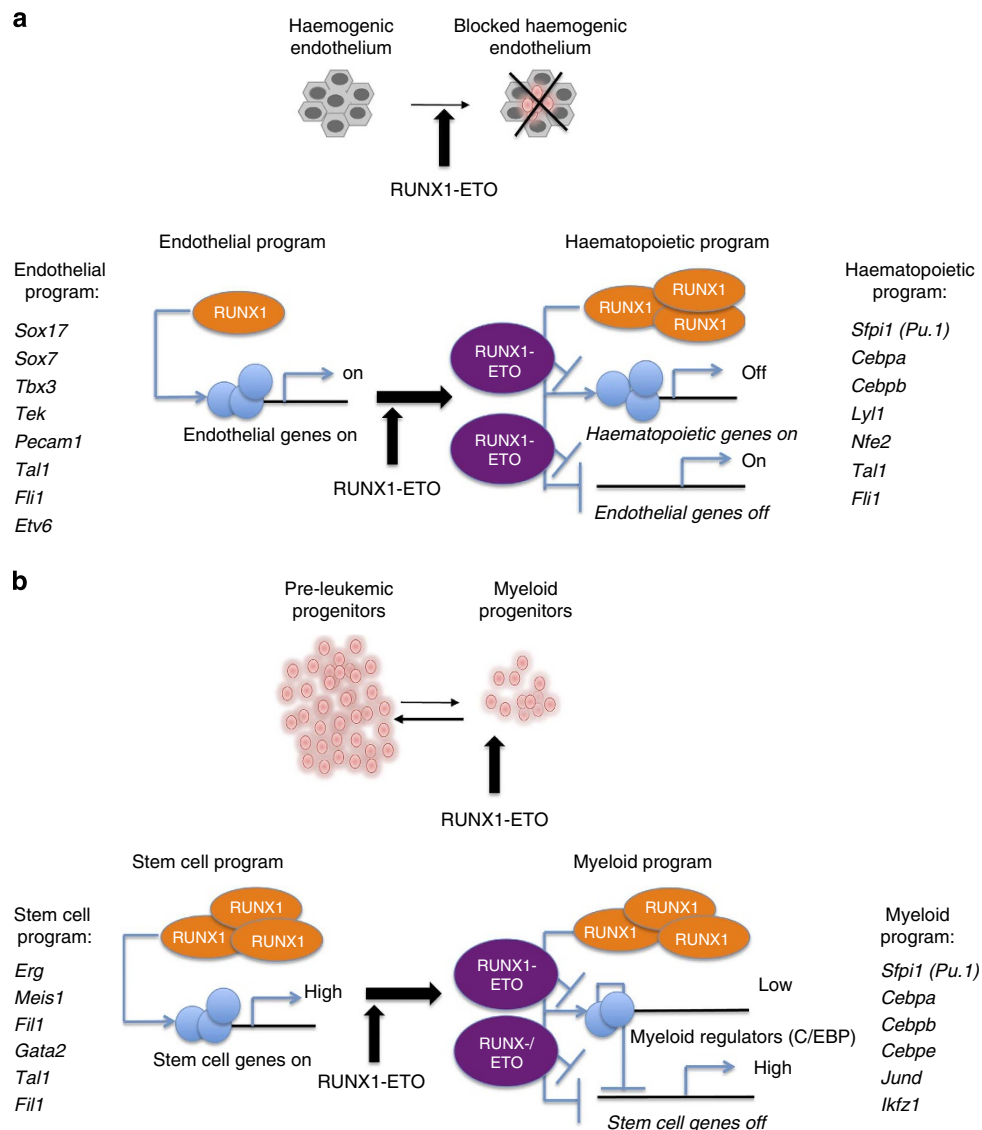 a
Haemogenic
endothelium
Blocked haemogenic
endothelium
RUNX1-ETO
Endothelial program
Haematopoietic program
Endothelial
program:
Sox17
Sox7
Tbx3
Tek
Pecam1
Tal1
Fli1
Etv6
RUNX1
on
Endothelial genes on
RUNX1-ETO
RUNX1-
ETO
RUNX1-
ETO
RUNX1
RUNX1
RUNX1
Off
Haematopoietic genes on
On
Endothelial genes off
Haematopoietic
program:
Sfpi1 (Pu.1)
Cebpa
Cebpb
Lyl1
Nfe2
Tal1
Fli1
b
Pre-leukemic
progenitors
Myeloid
progenitors
RUNX1-ETO
Stem cell program
Myeloid program
Stem cell
program:
Erg
Meis1
Fil1
Gata2
Tal1
Fil1
RUNX1
RUNX1
RUNX1
High
Stem cell genes on
RUNX1-ETO
RUNX1-
ETO
RUNX-/
ETO
RUNX1
RUNX1
RUNX1
Low
Myeloid regulators (C/EBP)
High
Stem cell genes off
Myeloid
program:
Sfpi1 (Pu.1)
Cebpa
Cebpb
Cebpe
Jund
Ikfz1